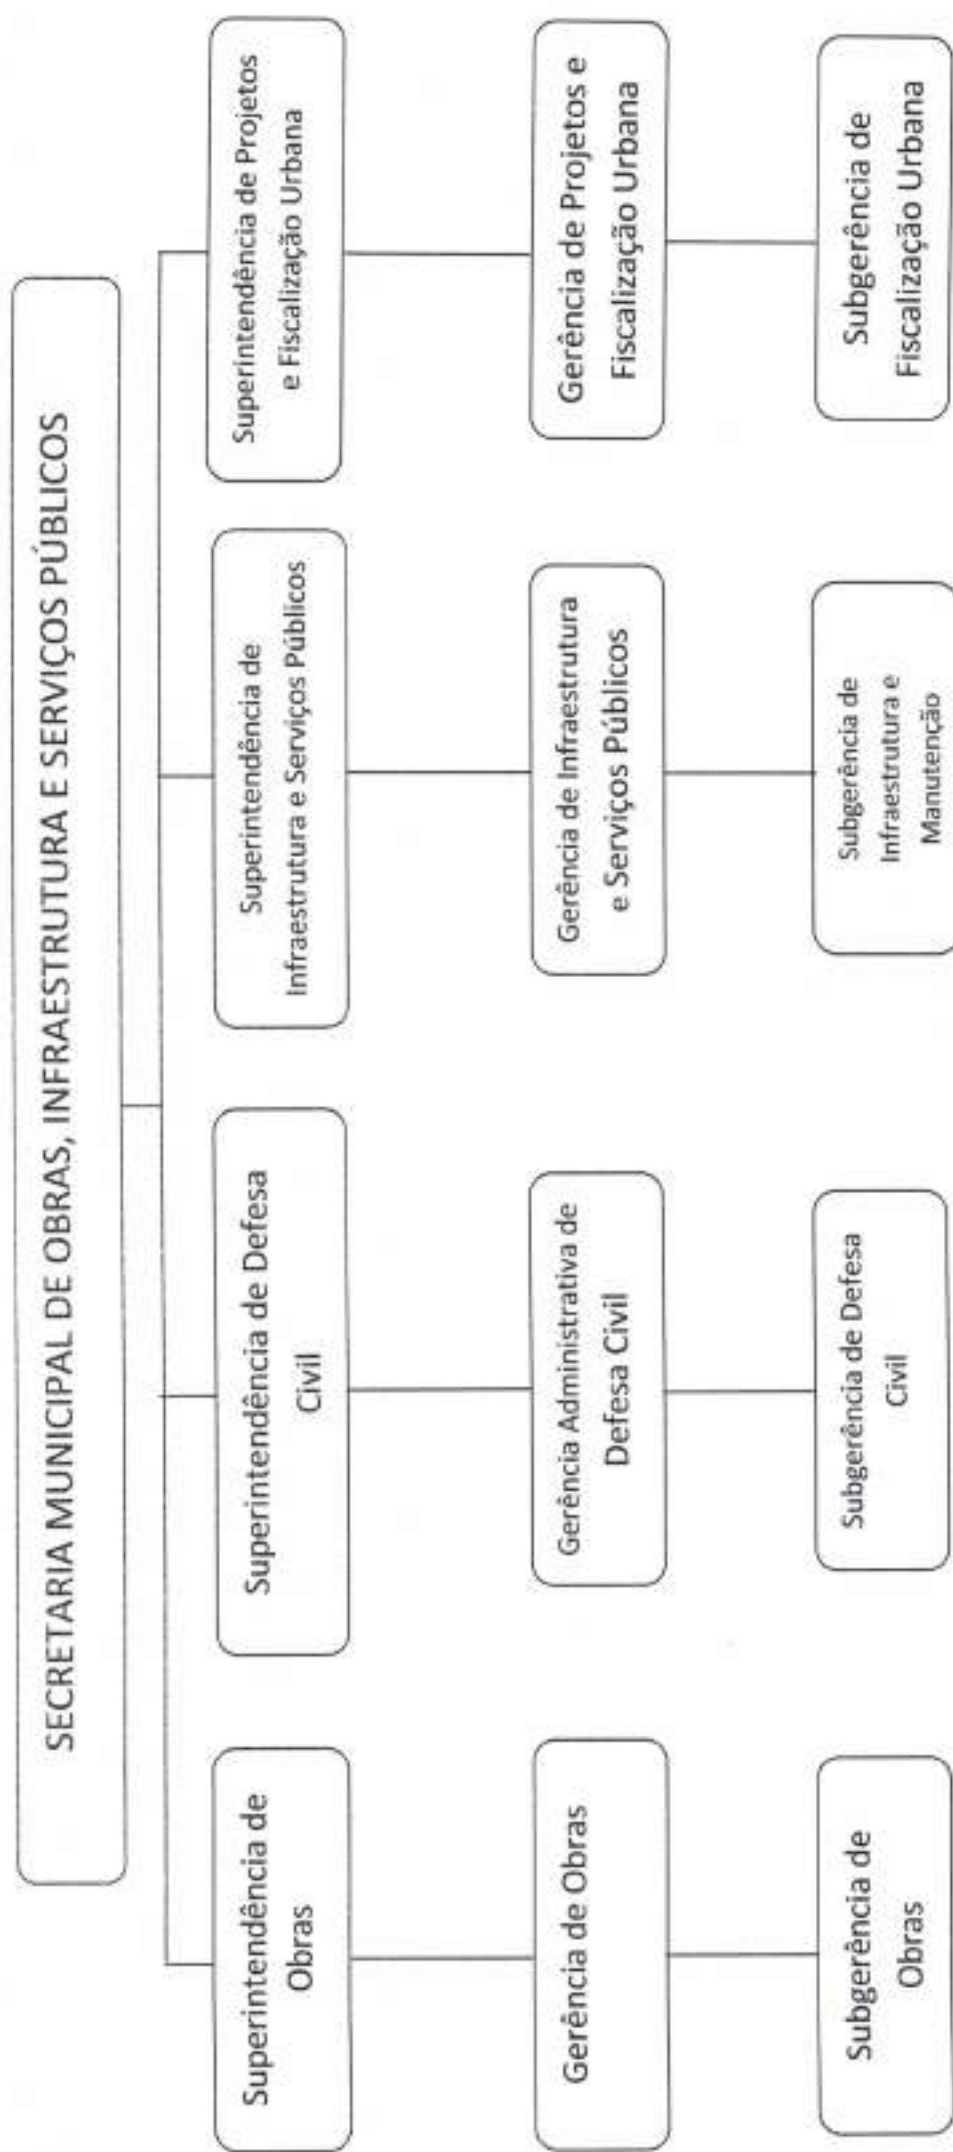 SECRETARIA MUNICIPAL DE OBRAS, INFRAESTRUTURA E SERVIÇOS PÚBLICOS
Superintendência de
Obras
Superintendência de Defesa
Civil
Superintendência de
Infraestrutura e Serviços Públicos
Superintendência de Projetos
e Fiscalização Urbana
Gerência de Obras
Gerência Administrativa de
Defesa Civil
Gerência de Infraestrutura
e Serviços Públicos
Gerência de Projetos e
Fiscalização Urbana
Subgerência de
Obras
Subgerência de Defesa
Civil
Subgerência de
Infraestrutura e
Manutenção
Subgerência de
Fiscalização Urbana